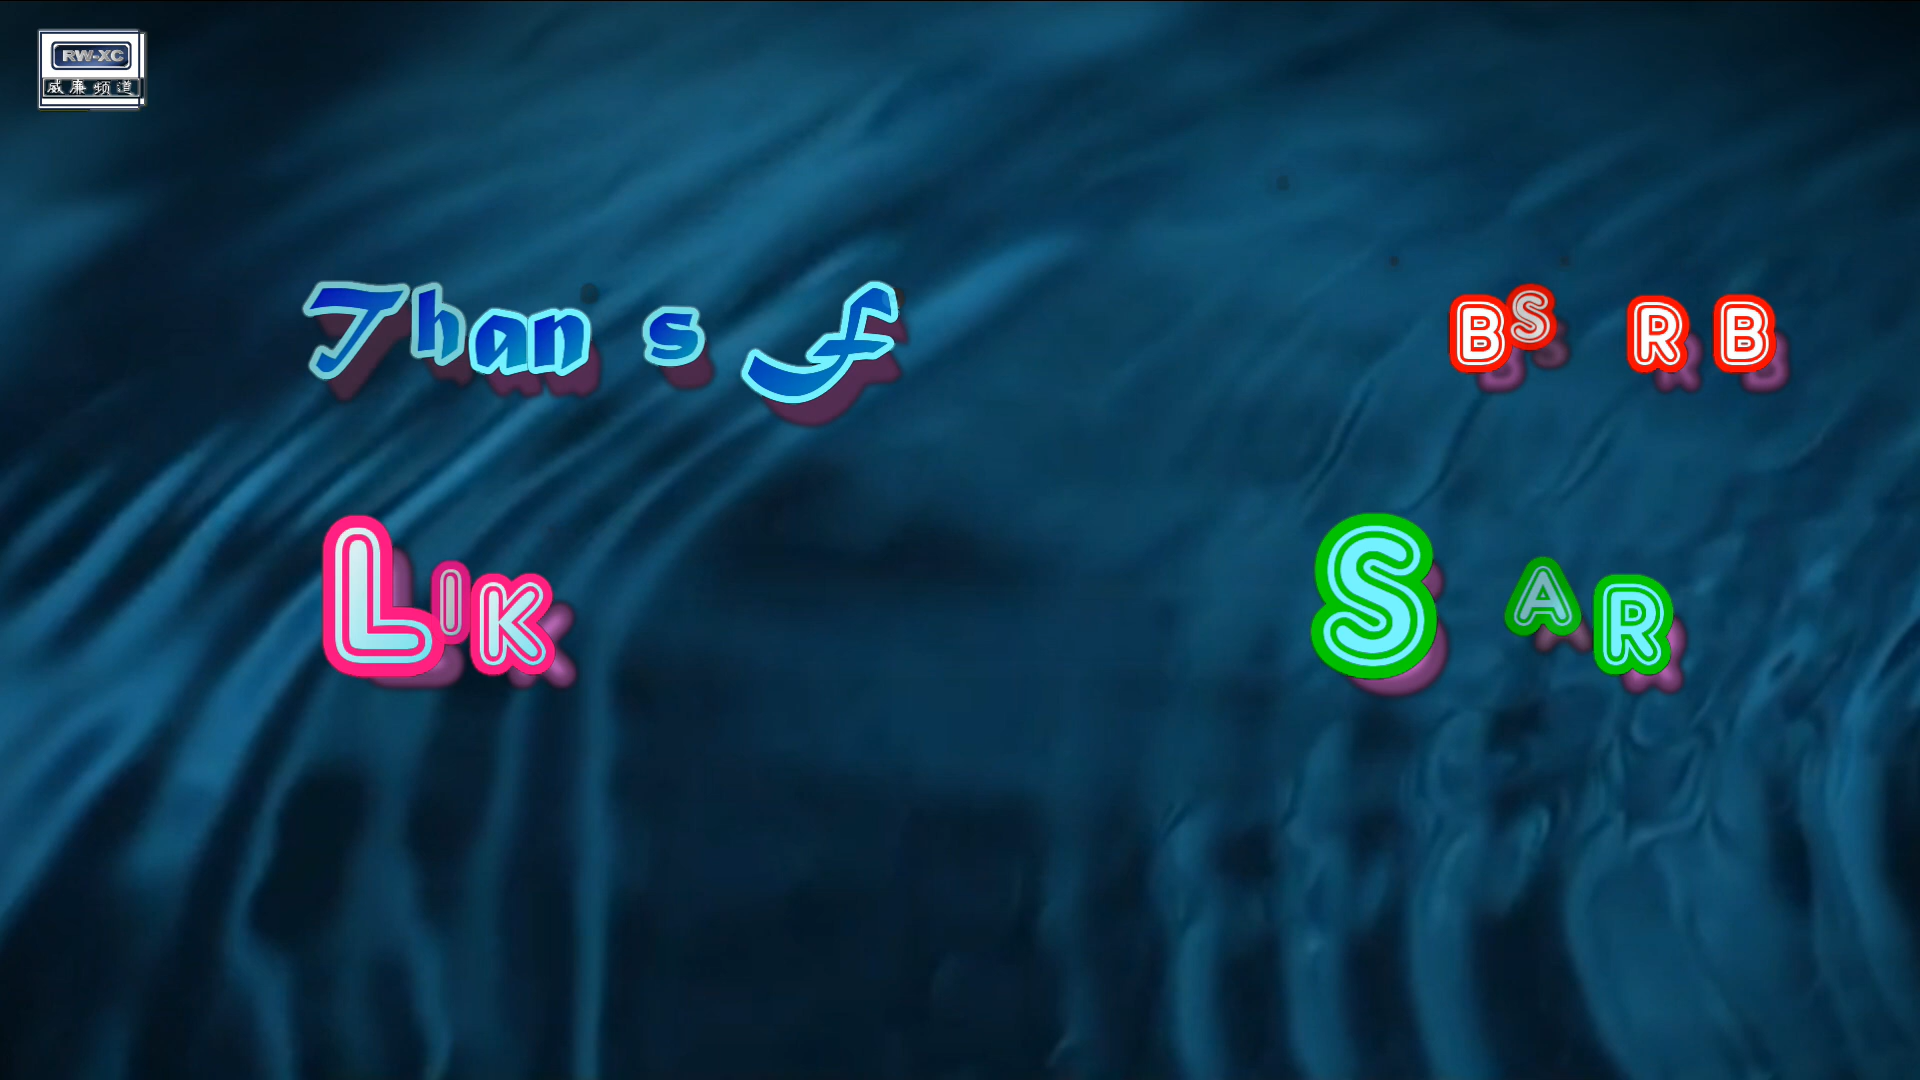 RW-XC
威廉频道
Than s f
BS R B
LIK
S AR